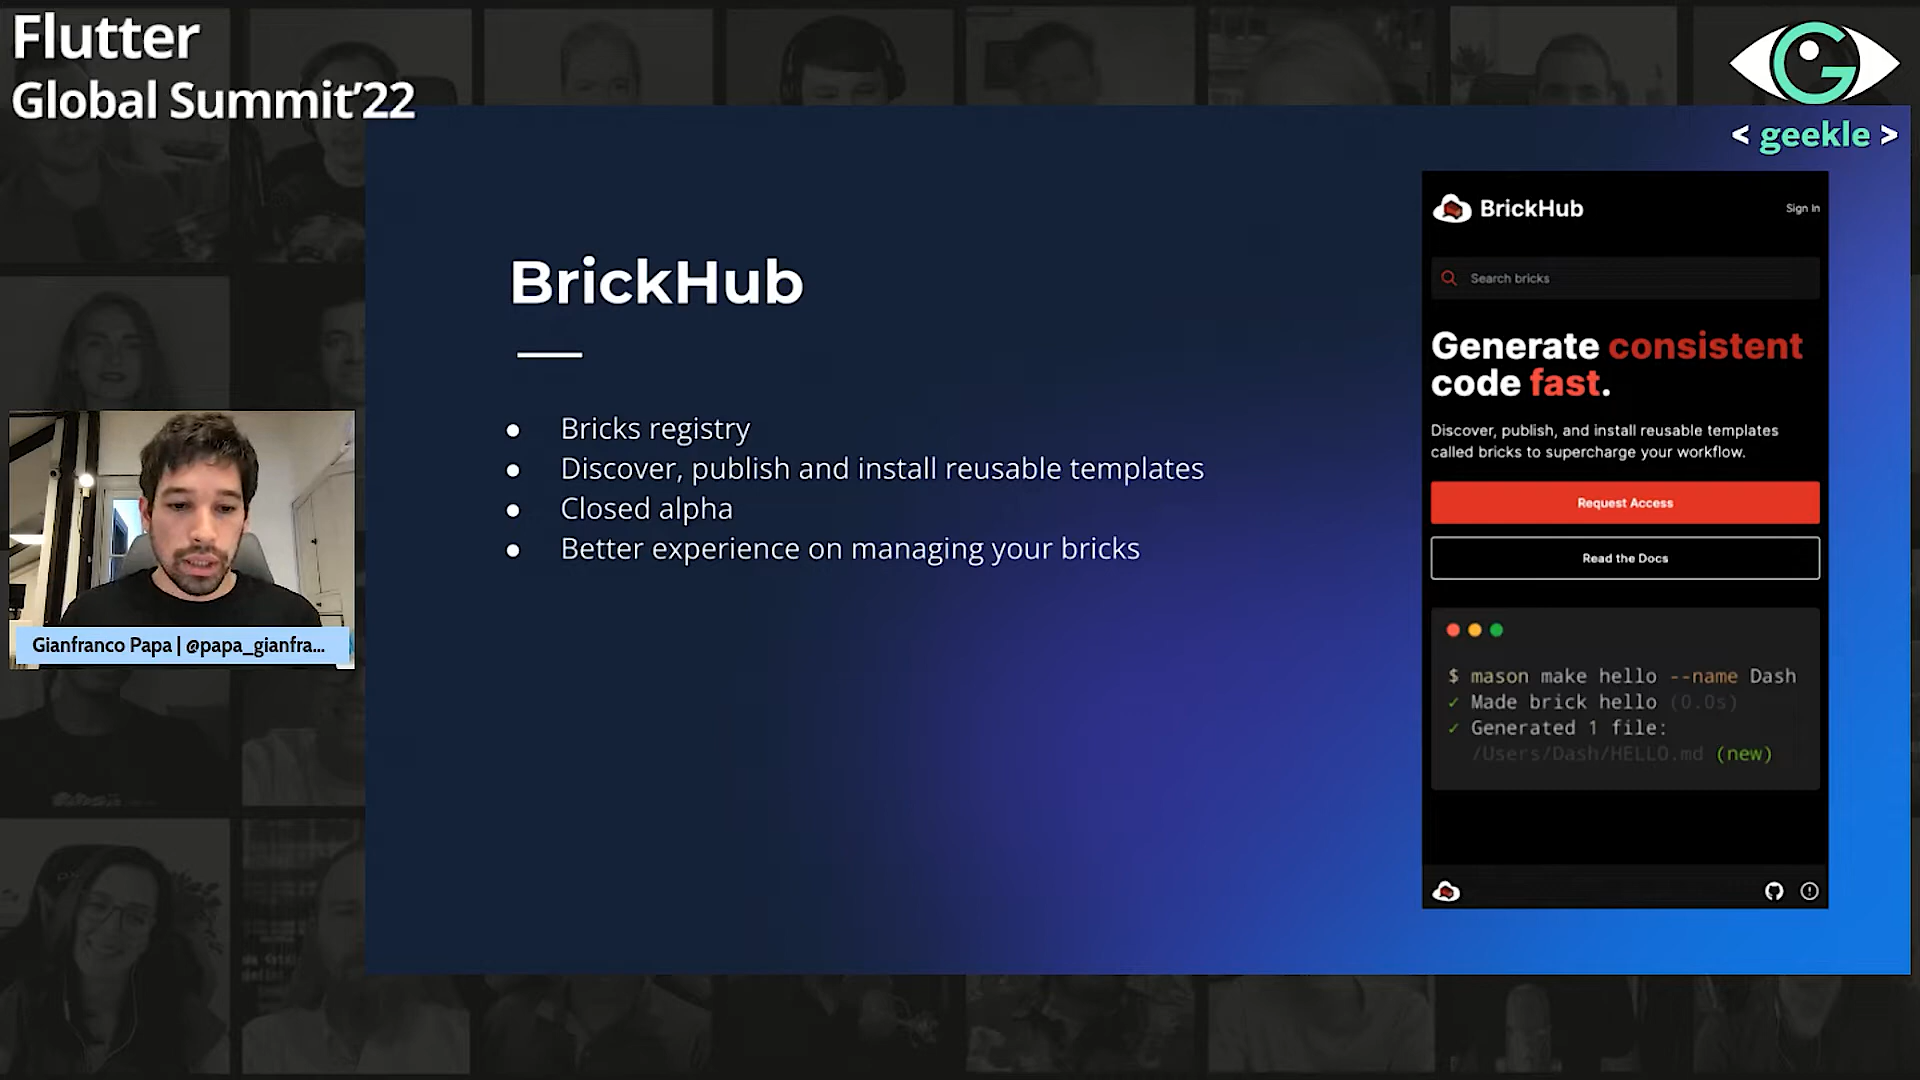 Flutter
Global Summit'22
< geekle >
BrickHub
● Bricks registry
● Discover, publish and install reusable templates
● Closed alpha
● Better experience on managing your bricks
Gianfranco Papa | @papa_gianfra...
BrickHub
Sign In
Search bricks
Generate consistent
code fast.
Discover, publish, and install reusable templates
called bricks to supercharge your workflow.
Request Access
Read the Docs
$ mason make hello --name Dash
✓ Made brick hello (0.0s)
✓ Generated 1 file:
/Users/Dash/HELLO.md (new)